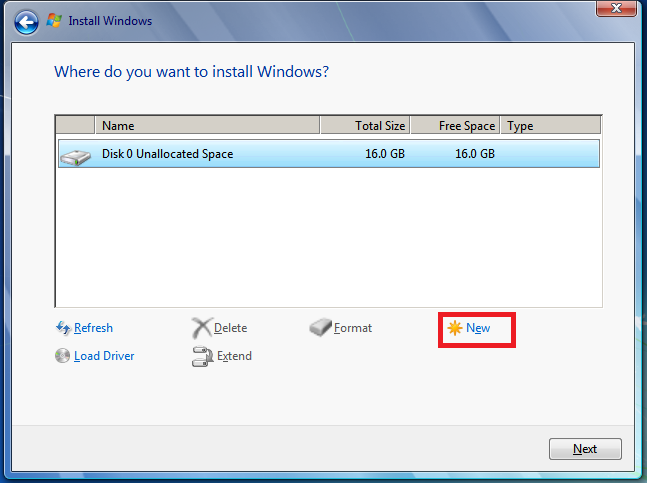 Install Windows
Where do you want to install Windows?
Name Total Size Free Space Type
Disk 0 Unallocated Space 16.0 GB 16.0 GB
Refresh Delete Format New
Load Driver Extend
Next